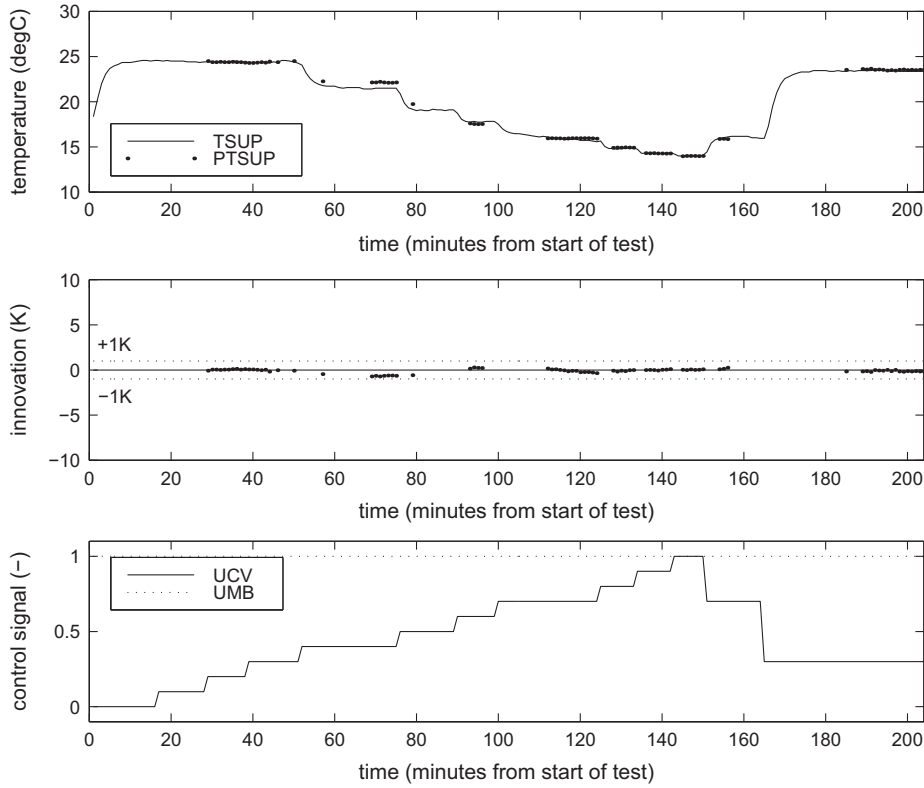 temperature (degC)
30
25
20
15
10
TSUP
PTSUP
0 20 40 60 80 100 120 140 160 180 200
time (minutes from start of test)
innovation (K)
10
5
0
−5
−10
+1K
−1K
0 20 40 60 80 100 120 140 160 180 200
time (minutes from start of test)
control signal (−)
1
0.5
0
UCV
UMB
0 20 40 60 80 100 120 140 160 180 200
time (minutes from start of test)